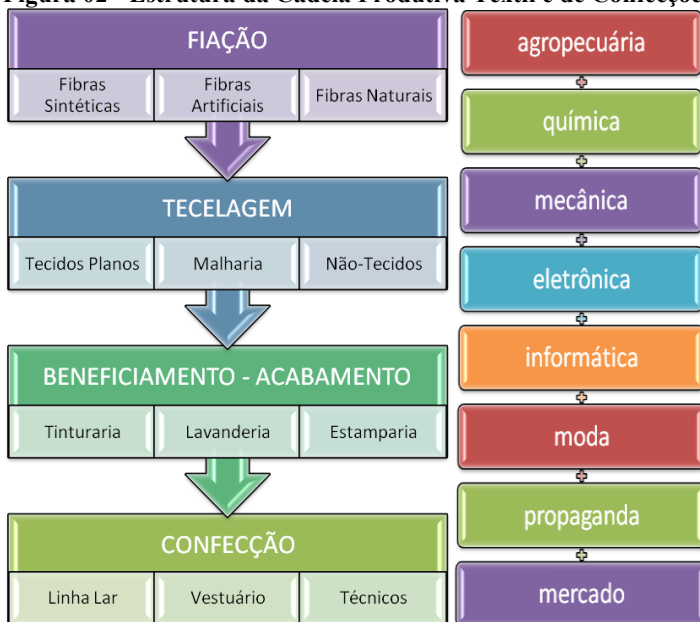 Figura 02 - Estrutura da Cadeia Produtiva Têxtil e de Confecções
FIAÇÃO
Fibras
Sintéticas
Fibras
Artificiais
Fibras Naturais
TECELAGEM
Tecidos Planos
Malharia
Não-Tecidos
BENEFICIAMENTO - ACABAMENTO
Tinturaria
Lavanderia
Estamparia
CONFECÇÃO
Linha Lar
Vestuário
Técnicos
agropecuária
química
mecânica
eletrônica
informática
moda
propaganda
mercado